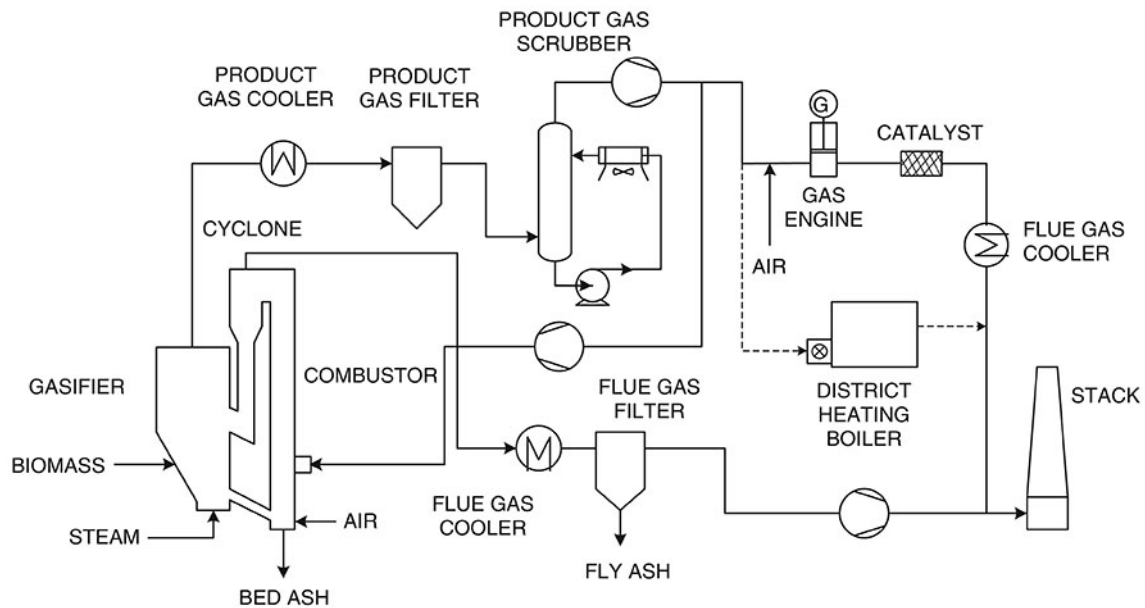 PRODUCT GAS
SCRUBBER
PRODUCT
GAS COOLER
PRODUCT
GAS FILTER
G
CATALYST
GAS
ENGINE
CYCLONE
FLUE GAS
COOLER
AIR
GASIFIER
COMBUSTOR
FLUE GAS
FILTER
DISTRICT
HEATING
BOILER
STACK
BIOMASS
FLUE GAS
COOLER
STEAM
AIR
FLY ASH
BED ASH